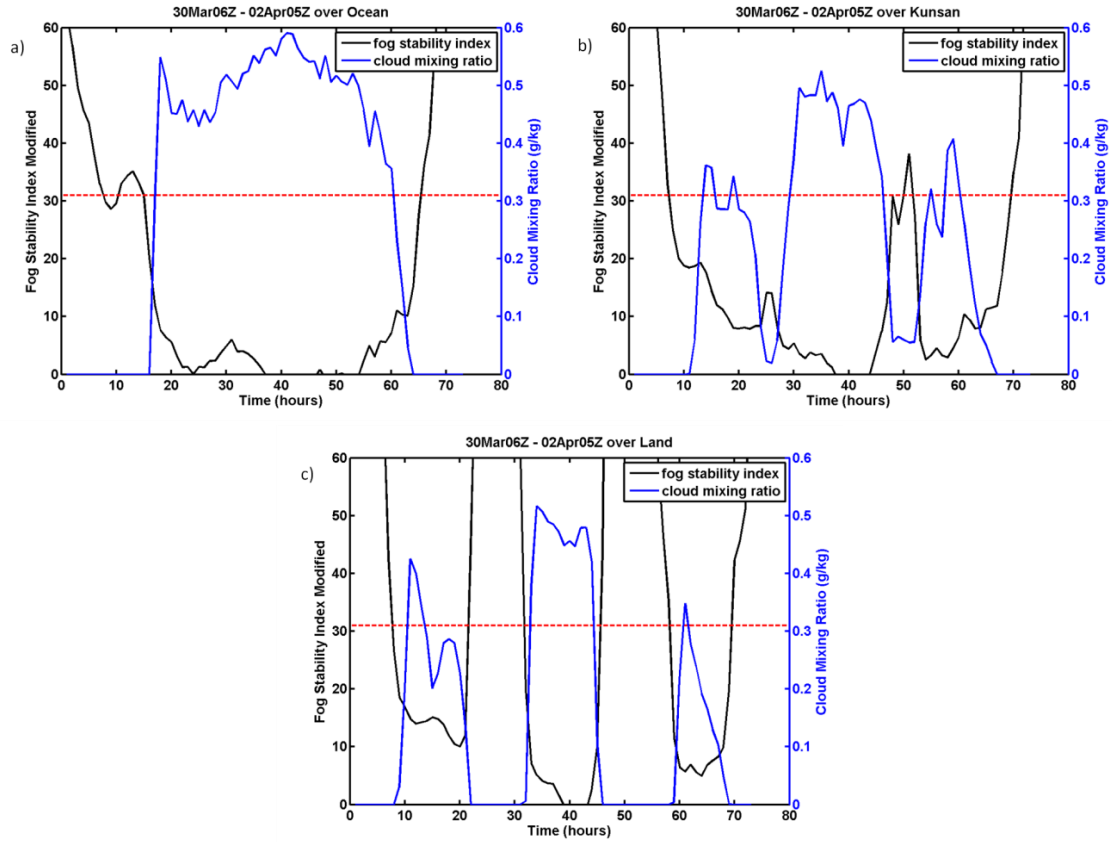 a)
30Mar06Z - 02Apr05Z over Ocean
fog stability index
cloud mixing ratio
Fog Stability Index Modified
60
50
40
30
20
10
0
0 10 20 30 40 50 60 70 80
Time (hours)
0.6
0.5
0.4
0.3
0.2
0.1
0
Cloud Mixing Ratio (g/kg)
b)
30Mar06Z - 02Apr05Z over Kunsan
fog stability index
cloud mixing ratio
Fog Stability Index Modified
60
50
40
30
20
10
0
0 10 20 30 40 50 60 70 80
Time (hours)
0.6
0.5
0.4
0.3
0.2
0.1
0
Cloud Mixing Ratio (g/kg)
c)
30Mar06Z - 02Apr05Z over Land
fog stability index
cloud mixing ratio
Fog Stability Index Modified
60
50
40
30
20
10
0
0 10 20 30 40 50 60 70 80
Time (hours)
0.6
0.5
0.4
0.3
0.2
0.1
0
Cloud Mixing Ratio (g/kg)